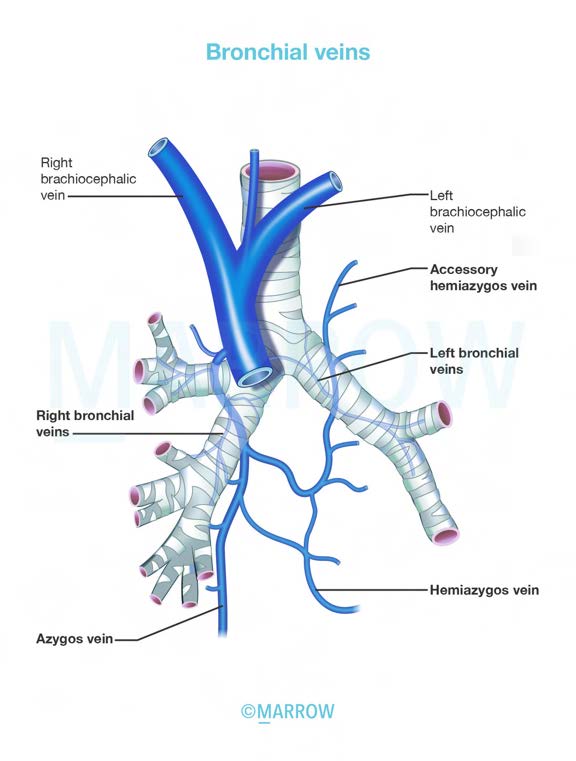 Bronchial veins
Right
brachiocephalic
vein
Left
brachiocephalic
vein
Accessory
hemiazygos vein
MARROW
Left bronchial
veins
Right bronchial
veins
Hemiazygos vein
Azygos vein
©MARROW